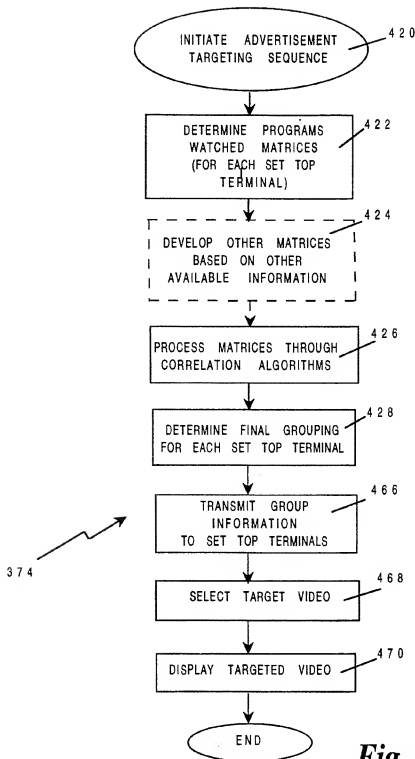 INITIATE ADVERTISEMENT
TARGETING SEQUENCE
420
DETERMINE PROGRAMS
WATCHED MATRICES
(FOR EACH SET TOP
TERMINAL)
422
424
DEVELOP OTHER MATRICES
BASED ON OTHER
AVAILABLE INFORMATION
426
PROCESS MATRICES THROUGH
CORRELATION ALGORITHMS
428
DETERMINE FINAL GROUPING
FOR EACH SET TOP TERMINAL
466
TRANSMIT GROUP
INFORMATION
TO SET TOP TERMINALS
374
468
SELECT TARGET VIDEO
470
DISPLAY TARGETED VIDEO
END
Fig